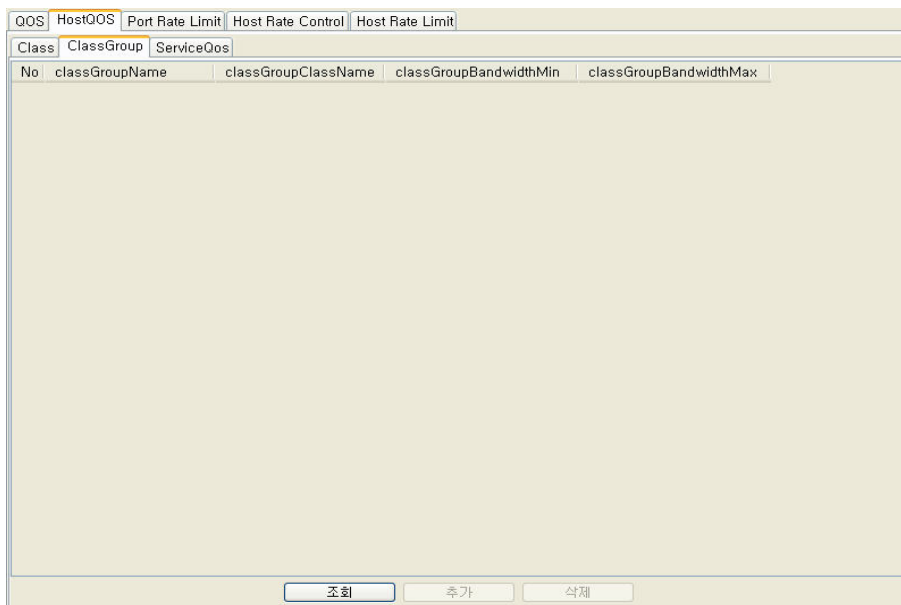 QOS HostQOS Port Rate Limit Host Rate Control Host Rate Limit
Class ClassGroup ServiceQos
No classGroupName classGroupClassName classGroupBandwidthMin classGroupBandwidthMax
조회 추가 삭제